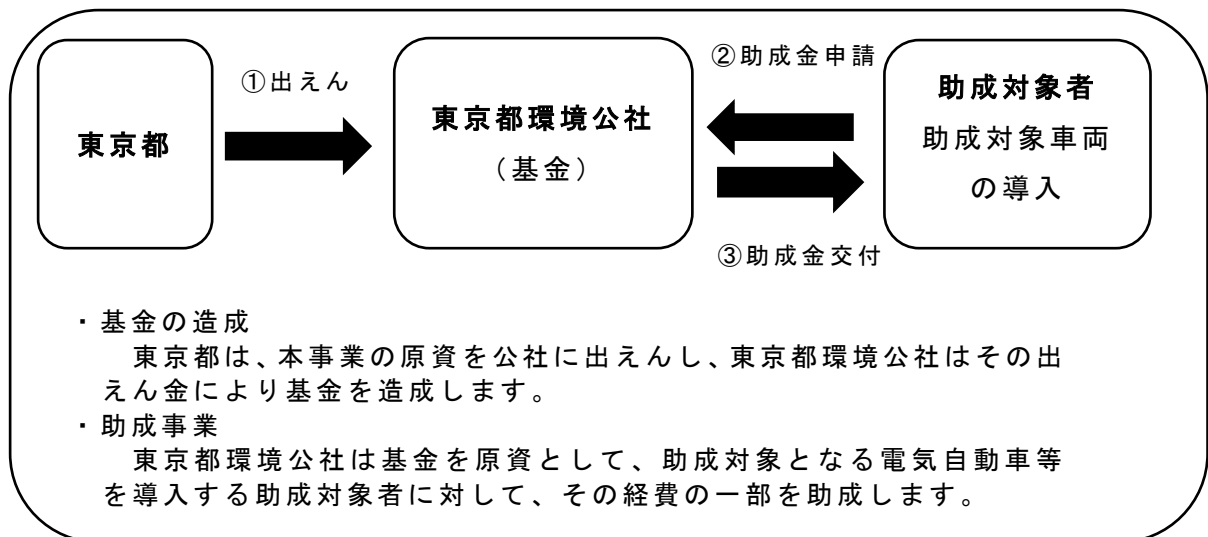 東京都
①出えん
東京都環境公社
（基金）
②助成金申請
③助成金交付
助成対象者
助成対象車両
の導入
・基金の造成
東京都は、本事業の原資を公社に出えんし、東京都環境公社はその出
えん金により基金を造成します。
・助成事業
東京都環境公社は基金を原資として、助成対象となる電気自動車等
を導入する助成対象者に対して、その経費の一部を助成します。